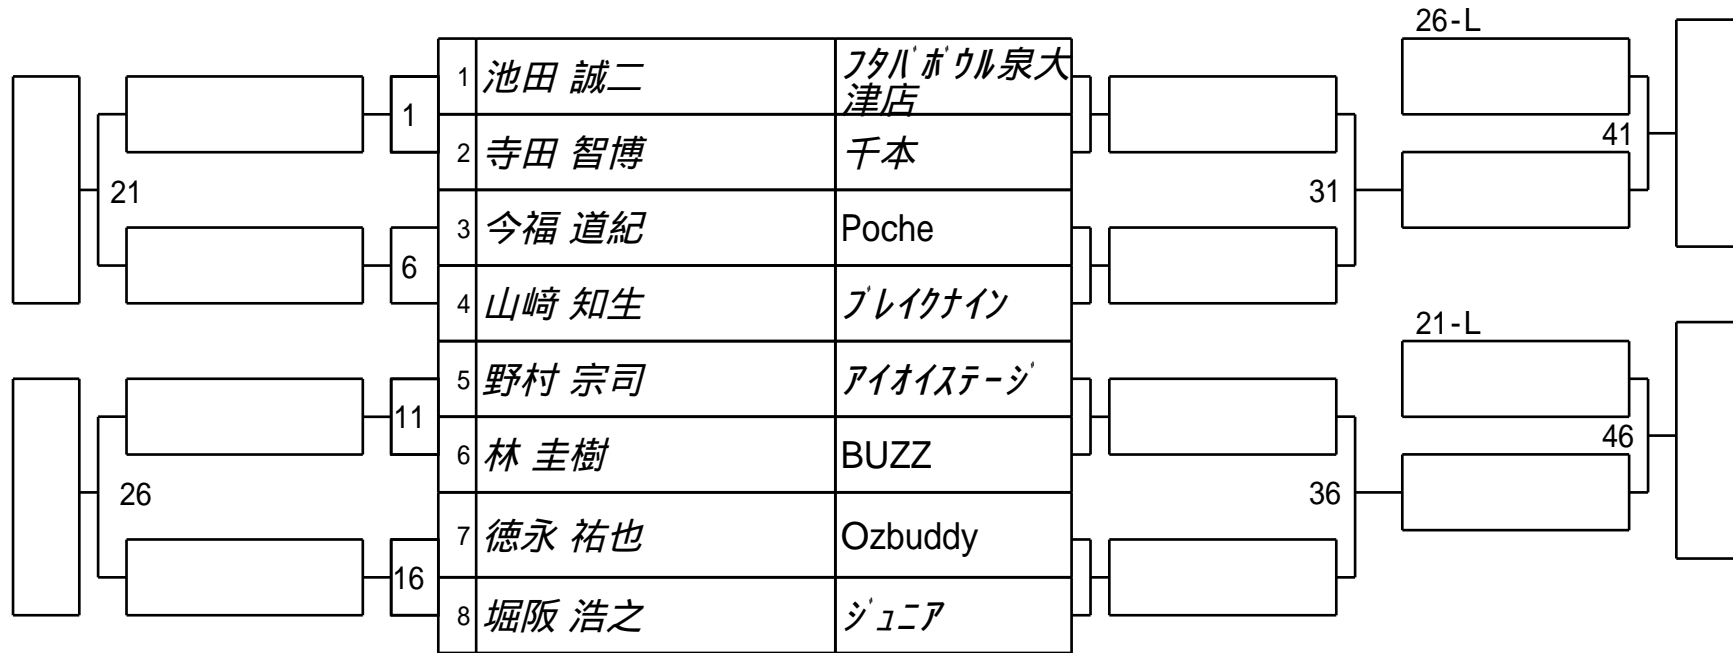 26-L
1 池田 誠二 ﾌﾀﾊﾞﾎﾞｳﾙ泉大
津店
1
2 寺田 智博 千本
41
21
31
3 今福 道紀 Poche
6
4 山﨑 知生 ﾌﾞﾚｲｸﾅｲﾝ
21-L
5 野村 宗司 ｱｲｵｲｽﾃｰｼﾞ
11
46
6 林 圭樹 BUZZ
26
36
7 徳永 祐也 Ozbuddy
16
8 堀阪 浩之 ｼﾞｭﾆｱ